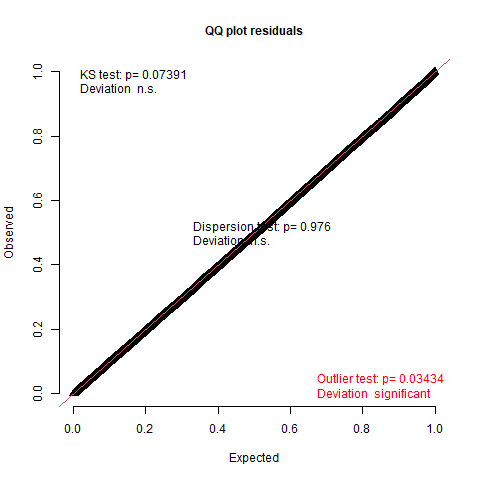 QQ plot residuals
KS test: p= 0.07391
Deviation n.s.
Dispersion test: p= 0.976
Deviation n.s.
Outlier test: p= 0.03434
Deviation significant
Observed
0.0 0.2 0.4 0.6 0.8 1.0
0.0 0.2 0.4 0.6 0.8 1.0
Expected